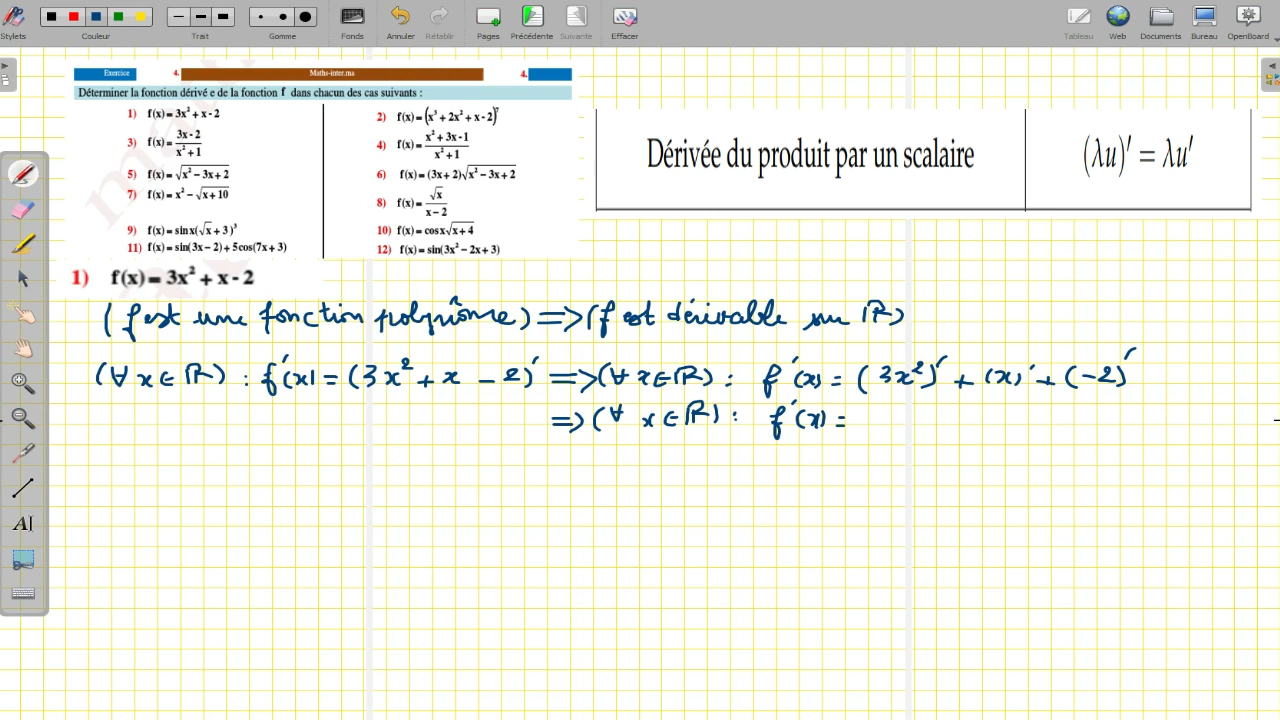 Stylets Couleur Trait Gomme Fonds Annuler Rétablir Pages Précédente Suivante Effacer Tableau Web Documents Bureau OpenBoard
Exercice 4. Maths-inter.ma 4.
Déterminer la fonction dérivé e de la fonction f dans chacun des cas suivants :
1) f(x) = 3x² + x - 2
2) f(x) = (x³ + 2x² + x - 2)⁷
3) f(x) = (3x - 2)/(x² + 1)
4) f(x) = (x² + 3x - 1)/(x² + 1)
5) f(x) = √(x² − 3x + 2)
6) f(x) = (3x + 2)√(x² − 3x + 2)
7) f(x) = x² − √(x + 10)
8) f(x) = √x/(x − 2)
9) f(x) = sin x(√x + 3)³
10) f(x) = cos x√(x + 4)
11) f(x) = sin(3x − 2) + 5cos(7x + 3)
12) f(x) = sin(3x² − 2x + 3)
Dérivée du produit par un scalaire (λu)′ = λu′
1) f(x) = 3x² + x - 2
(f est une fonction polynôme) ⇒ (f est dérivable sur ℝ)
(∀ x ∈ ℝ) : f′(x) = (3x² + x − 2)′ ⇒ (∀ x ∈ ℝ) : f′(x) = (3x²)′ + (x)′ + (−2)′
⇒ (∀ x ∈ ℝ) : f′(x) =
AI